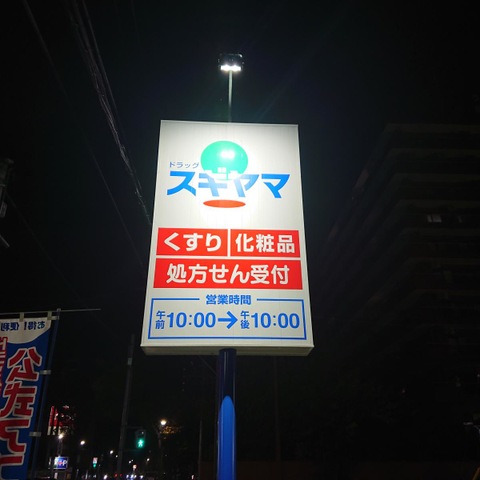 ドラッグ
スギヤマ
くすり 化粧品
処方せん受付
営業時間
午前10:00→午後10:00